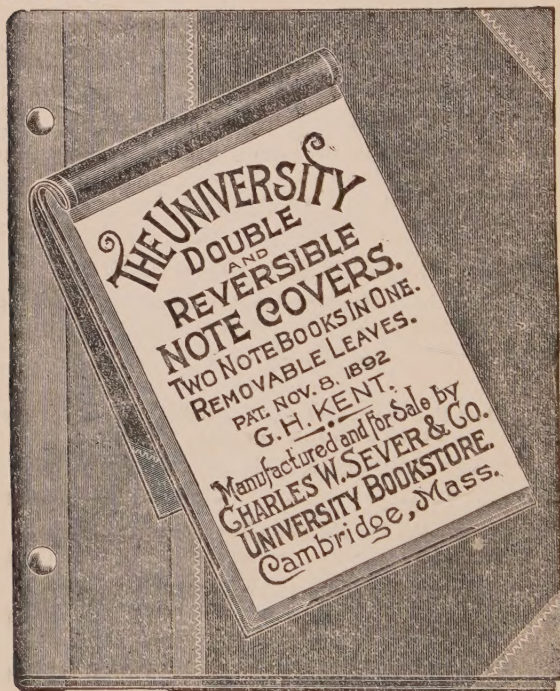 THE UNIVERSITY
DOUBLE
AND
REVERSIBLE
NOTE COVERS.
TWO NOTE BOOKS IN ONE.
REMOVABLE LEAVES.
PAT. NOV. 8, 1892
G. H. KENT.
Manufactured and For Sale by
CHARLES W. SEVER & CO.
UNIVERSITY BOOKSTORE.
Cambridge, Mass.